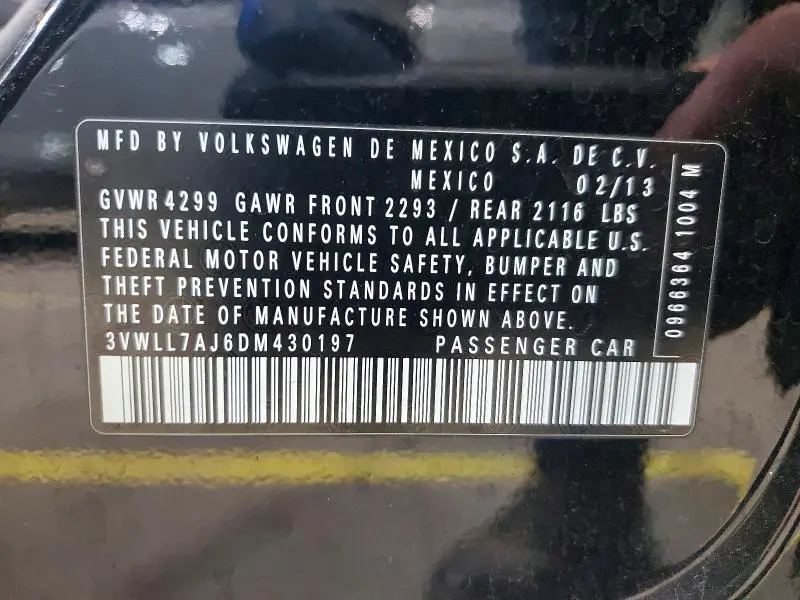 MFD BY VOLKSWAGEN DE MEXICO S.A. DE C.V.
MEXICO 02/13
GVWR 4299 GAWR FRONT 2293 / REAR 2116 LBS
THIS VEHICLE CONFORMS TO ALL APPLICABLE U.S.
FEDERAL MOTOR VEHICLE SAFETY, BUMPER AND
THEFT PREVENTION STANDARDS IN EFFECT ON
THE DATE OF MANUFACTURE SHOWN ABOVE.
3VWLL7AJ6DM430197 PASSENGER CAR
0966364 1004 M